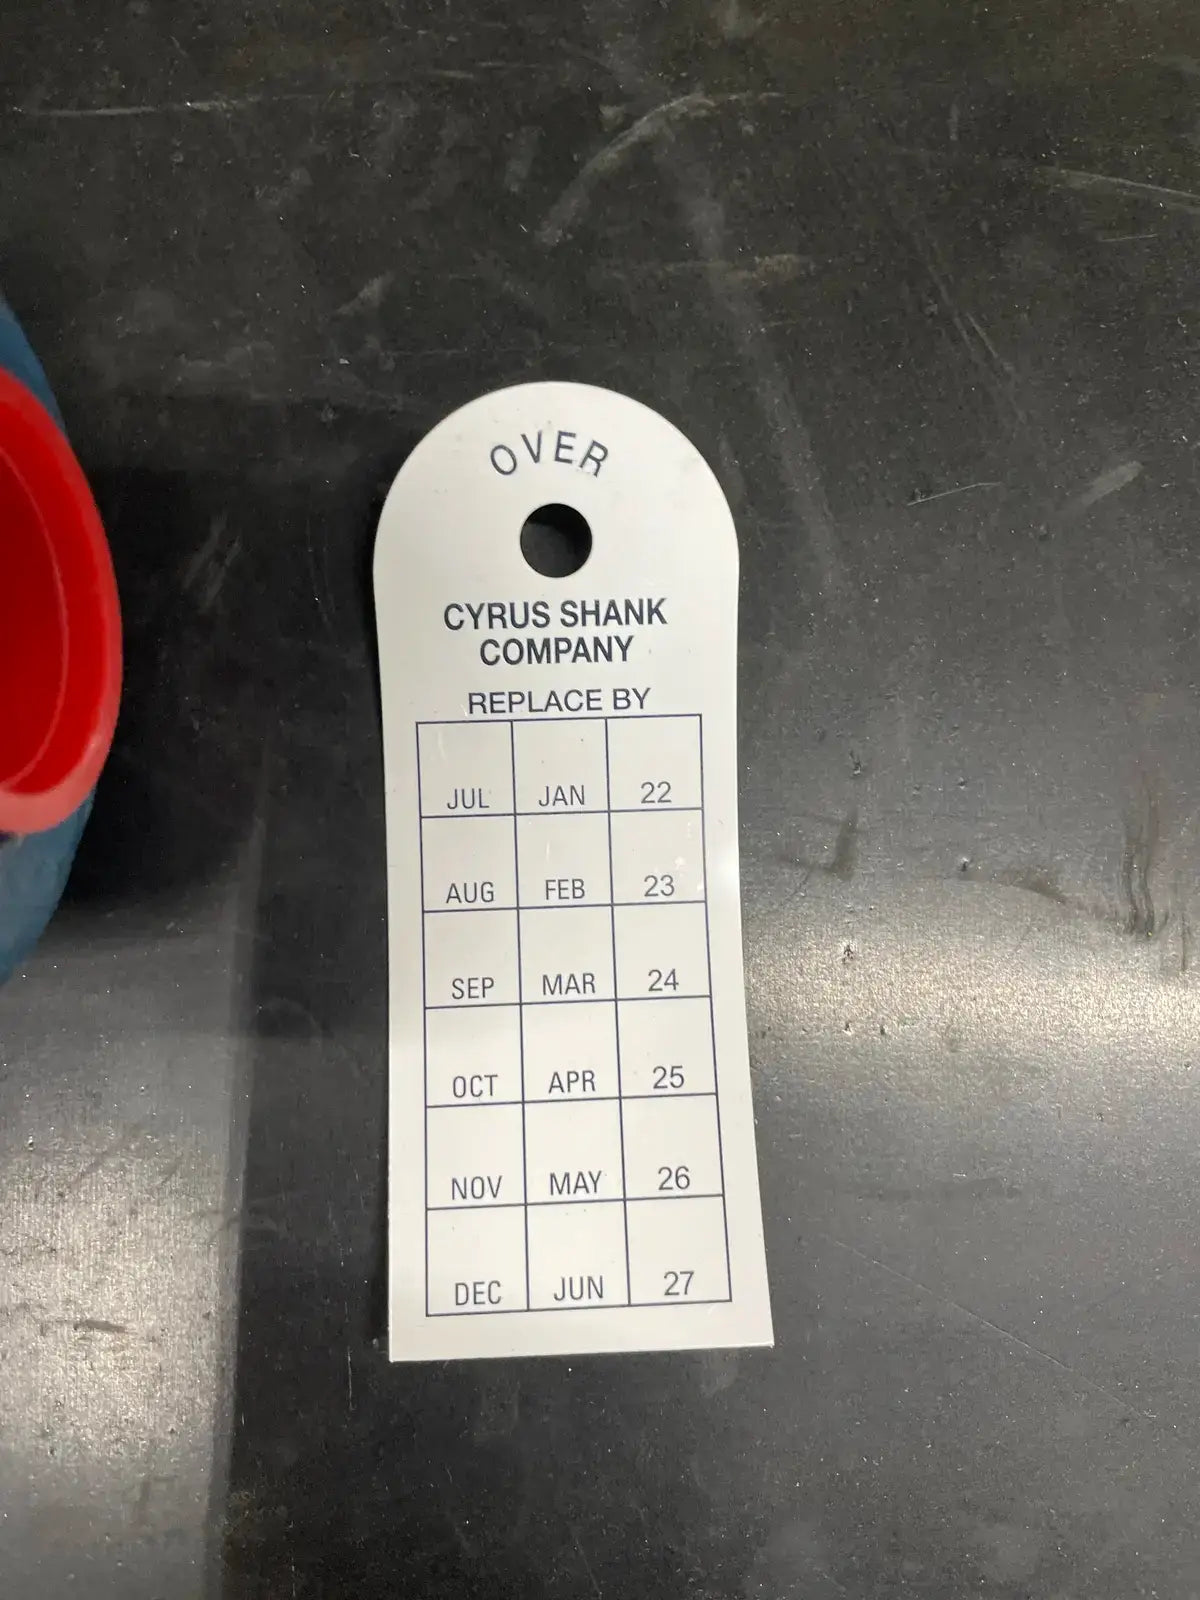 OVER
CYRUS SHANK
COMPANY
REPLACE BY
JUL JAN 22
AUG FEB 23
SEP MAR 24
OCT APR 25
NOV MAY 26
DEC JUN 27